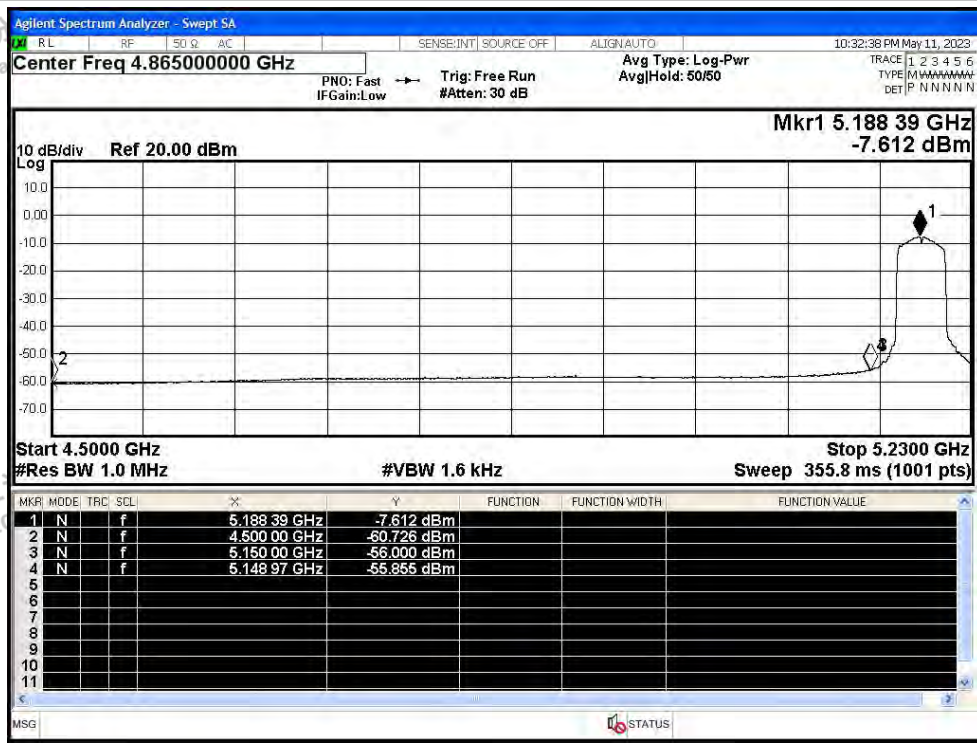 Agilent Spectrum Analyzer - Swept SA
RL RF 50 Ω AC SENSE:INT SOURCE OFF ALIGNAUTO 10:32:38 PM May 11, 2023
Center Freq 4.865000000 GHz
PNO: Fast
IFGain:Low
Trig: Free Run
#Atten: 30 dB
Avg Type: Log-Pwr
Avg|Hold: 50/50
TRACE 1 2 3 4 5 6
TYPE M WWWWW
DET P N N N N N
Mkr1 5.188 39 GHz
-7.612 dBm
10 dB/div Ref 20.00 dBm
Log
10.0
0.00
-10.0
-20.0
-30.0
-40.0
-50.0
-60.0
-70.0
1
2
Start 4.5000 GHz Stop 5.2300 GHz
#Res BW 1.0 MHz #VBW 1.6 kHz Sweep 355.8 ms (1001 pts)
MKR MODE TRC SCL X Y FUNCTION FUNCTION WIDTH FUNCTION VALUE
1 N f 5.188 39 GHz -7.612 dBm
2 N f 4.500 00 GHz -60.726 dBm
3 N f 5.150 00 GHz -56.000 dBm
4 N f 5.148 97 GHz -55.855 dBm
5
6
7
8
9
10
11
MSG STATUS